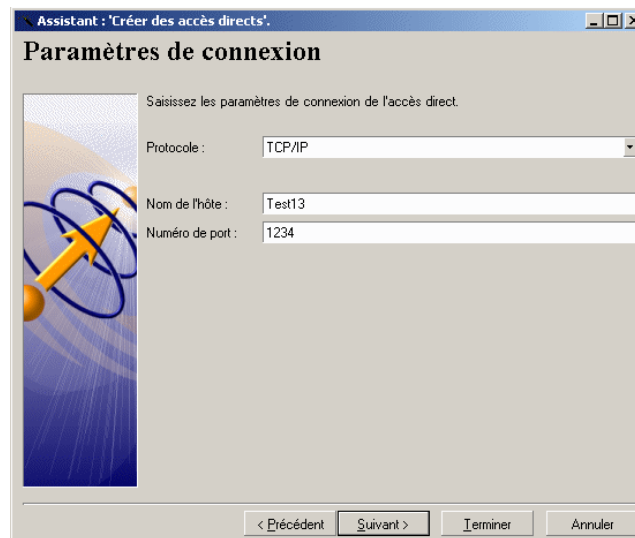 Assistant : 'Créer des accès directs'.
Paramètres de connexion
Saisissez les paramètres de connexion de l'accès direct.
Protocole : TCP/IP
Nom de l'hôte : Test13
Numéro de port : 1234
< Précédent Suivant > Terminer Annuler